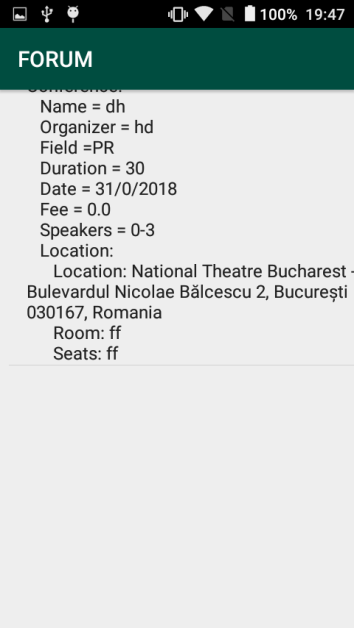 100% 19:47
FORUM
Conference:
Name = dh
Organizer = hd
Field =PR
Duration = 30
Date = 31/0/2018
Fee = 0.0
Speakers = 0-3
Location:
Location: National Theatre Bucharest -
Bulevardul Nicolae Bălcescu 2, București
030167, Romania
Room: ff
Seats: ff